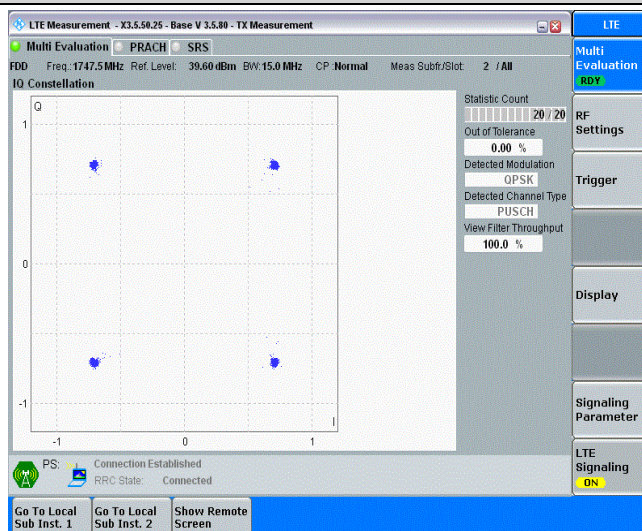 LTE Measurement - X3.5.50.25 - Base V 3.5.80 - TX Measurement
LTE
Multi Evaluation PRACH SRS
FDD Freq.:1747.5 MHz Ref. Level: 39.60 dBm BW:15.0 MHz CP :Normal Meas Subfr./Slot: 2 / All
IQ Constellation
Q
1
0
-1
I
-1 0 1
Statistic Count
20 / 20
Out of Tolerance
0.00 %
Detected Modulation
QPSK
Detected Channel Type
PUSCH
View Filter Throughput
100.0 %
Multi
Evaluation
RDY
RF
Settings
Trigger
Display
Signaling
Parameter
LTE
Signaling
ON
PS: Connection Established
RRC State: Connected
Go To Local
Sub Inst. 1
Go To Local
Sub Inst. 2
Show Remote
Screen